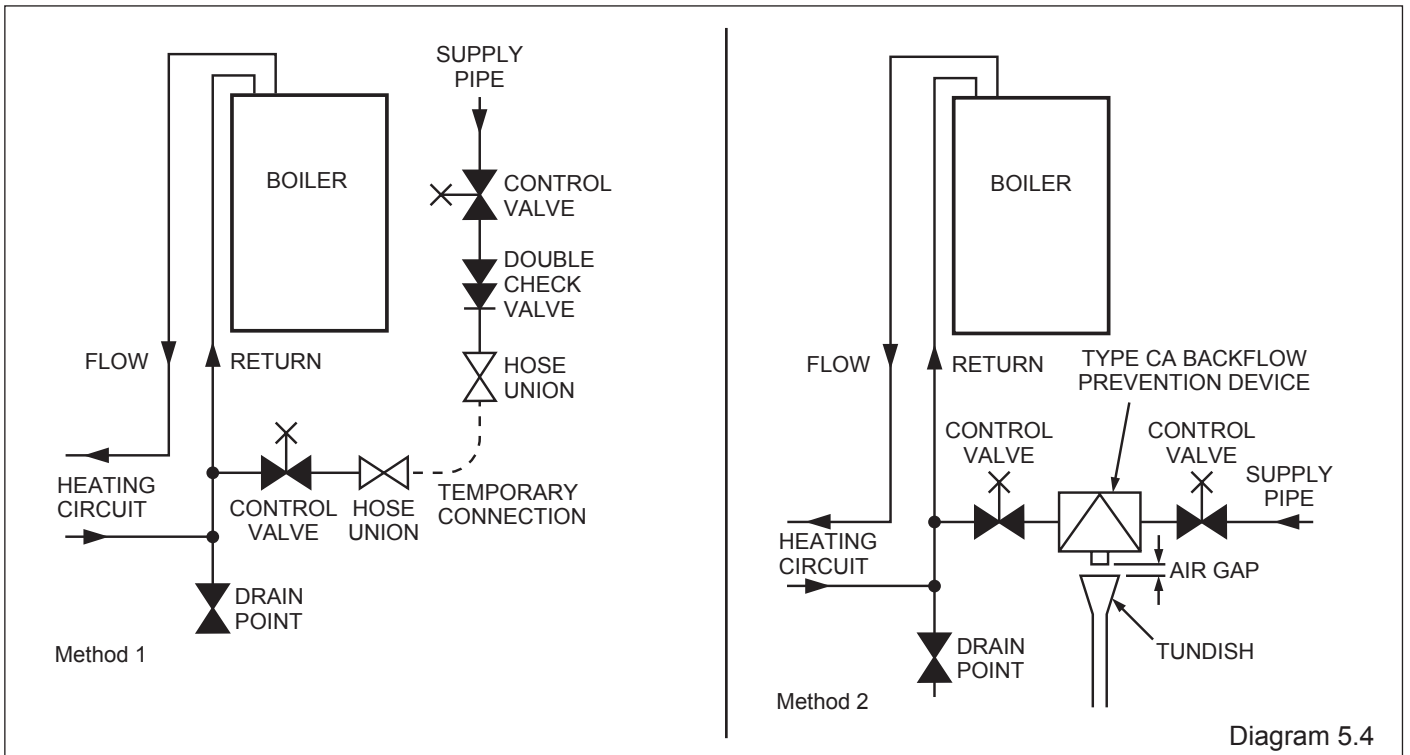 SUPPLY
PIPE
BOILER
CONTROL
VALVE
DOUBLE
CHECK
VALVE
HOSE
UNION
FLOW
RETURN
HEATING
CIRCUIT
CONTROL
VALVE
HOSE
UNION
TEMPORARY
CONNECTION
DRAIN
POINT
Method 1
BOILER
FLOW
RETURN
TYPE CA BACKFLOW
PREVENTION DEVICE
CONTROL
VALVE
CONTROL
VALVE
SUPPLY
PIPE
HEATING
CIRCUIT
AIR GAP
TUNDISH
DRAIN
POINT
Method 2
Diagram 5.4